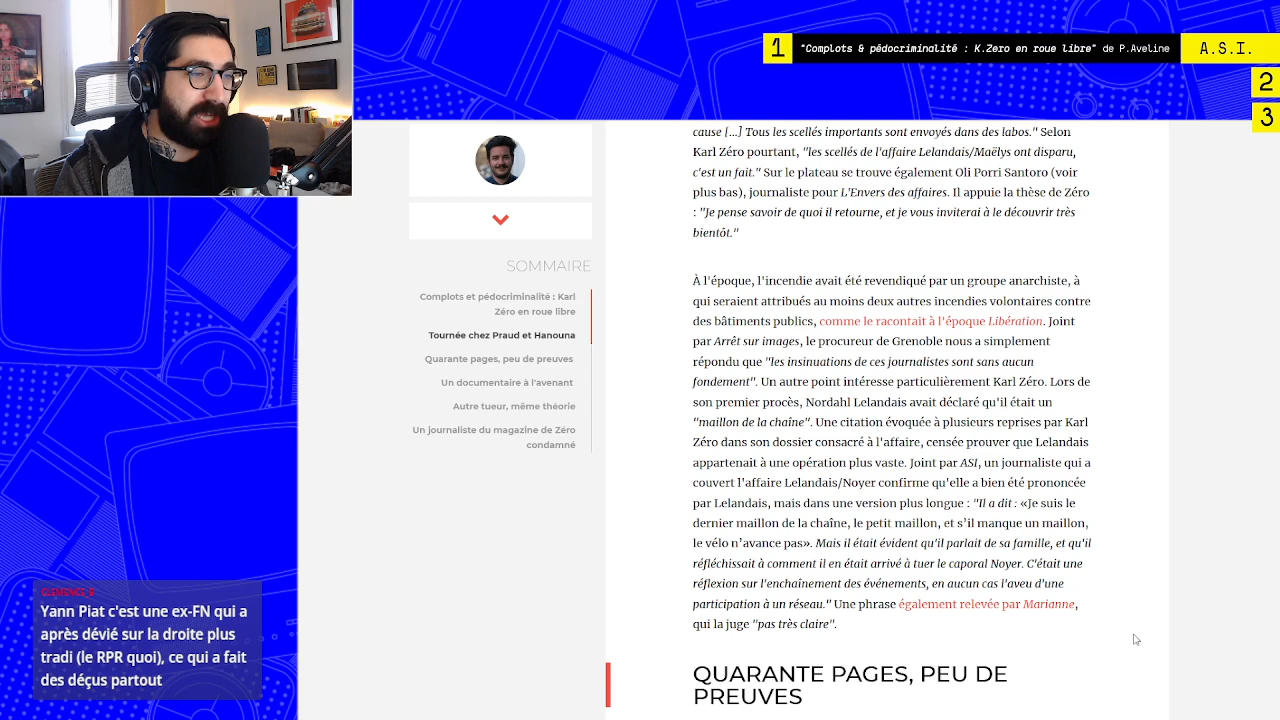 1 "Complots & pédocriminalité : K.Zero en roue libre" de P.Aveline A.S.I.
2
3
cause [...] Tous les scellés importants sont envoyés dans des labos." Selon
Karl Zéro pourtant, "les scellés de l'affaire Lelandais/Maëlys ont disparu,
c'est un fait." Sur le plateau se trouve également Oli Porri Santoro (voir
plus bas), journaliste pour L'Envers des affaires. Il appuie la thèse de Zéro
: "Je pense savoir de quoi il retourne, et je vous inviterai à le découvrir très
bientôt."
SOMMAIRE
Complots et pédocriminalité : Karl
Zéro en roue libre
Tournée chez Praud et Hanouna
Quarante pages, peu de preuves
Un documentaire à l'avenant
Autre tueur, même théorie
Un journaliste du magazine de Zéro
condamné
À l'époque, l'incendie avait été revendiqué par un groupe anarchiste, à
qui seraient attribués au moins deux autres incendies volontaires contre
des bâtiments publics, comme le racontait à l'époque Libération. Joint
par Arrêt sur images, le procureur de Grenoble nous a simplement
répondu que "les insinuations de ces journalistes sont sans aucun
fondement". Un autre point intéresse particulièrement Karl Zéro. Lors de
son premier procès, Nordahl Lelandais avait déclaré qu'il était un
"maillon de la chaîne". Une citation évoquée à plusieurs reprises par Karl
Zéro dans son dossier consacré à l'affaire, censée prouver que Lelandais
appartenait à une opération plus vaste. Joint par ASI, un journaliste qui a
couvert l'affaire Lelandais/Noyer confirme qu'elle a bien été prononcée
par Lelandais, mais dans une version plus longue : "Il a dit : «Je suis le
dernier maillon de la chaîne, le petit maillon, et s'il manque un maillon,
le vélo n'avance pas». Mais il était évident qu'il parlait de sa famille, et qu'il
réfléchissait à comment il en était arrivé à tuer le caporal Noyer. C'était une
réflexion sur l'enchaînement des événements, en aucun cas l'aveu d'une
participation à un réseau." Une phrase également relevée par Marianne,
qui la juge "pas très claire".
QUARANTE PAGES, PEU DE
PREUVES
Yann Piat c'est une ex-FN qui a
après dévié sur la droite plus
tradi (le RPR quoi), ce qui a fait
des déçus partout